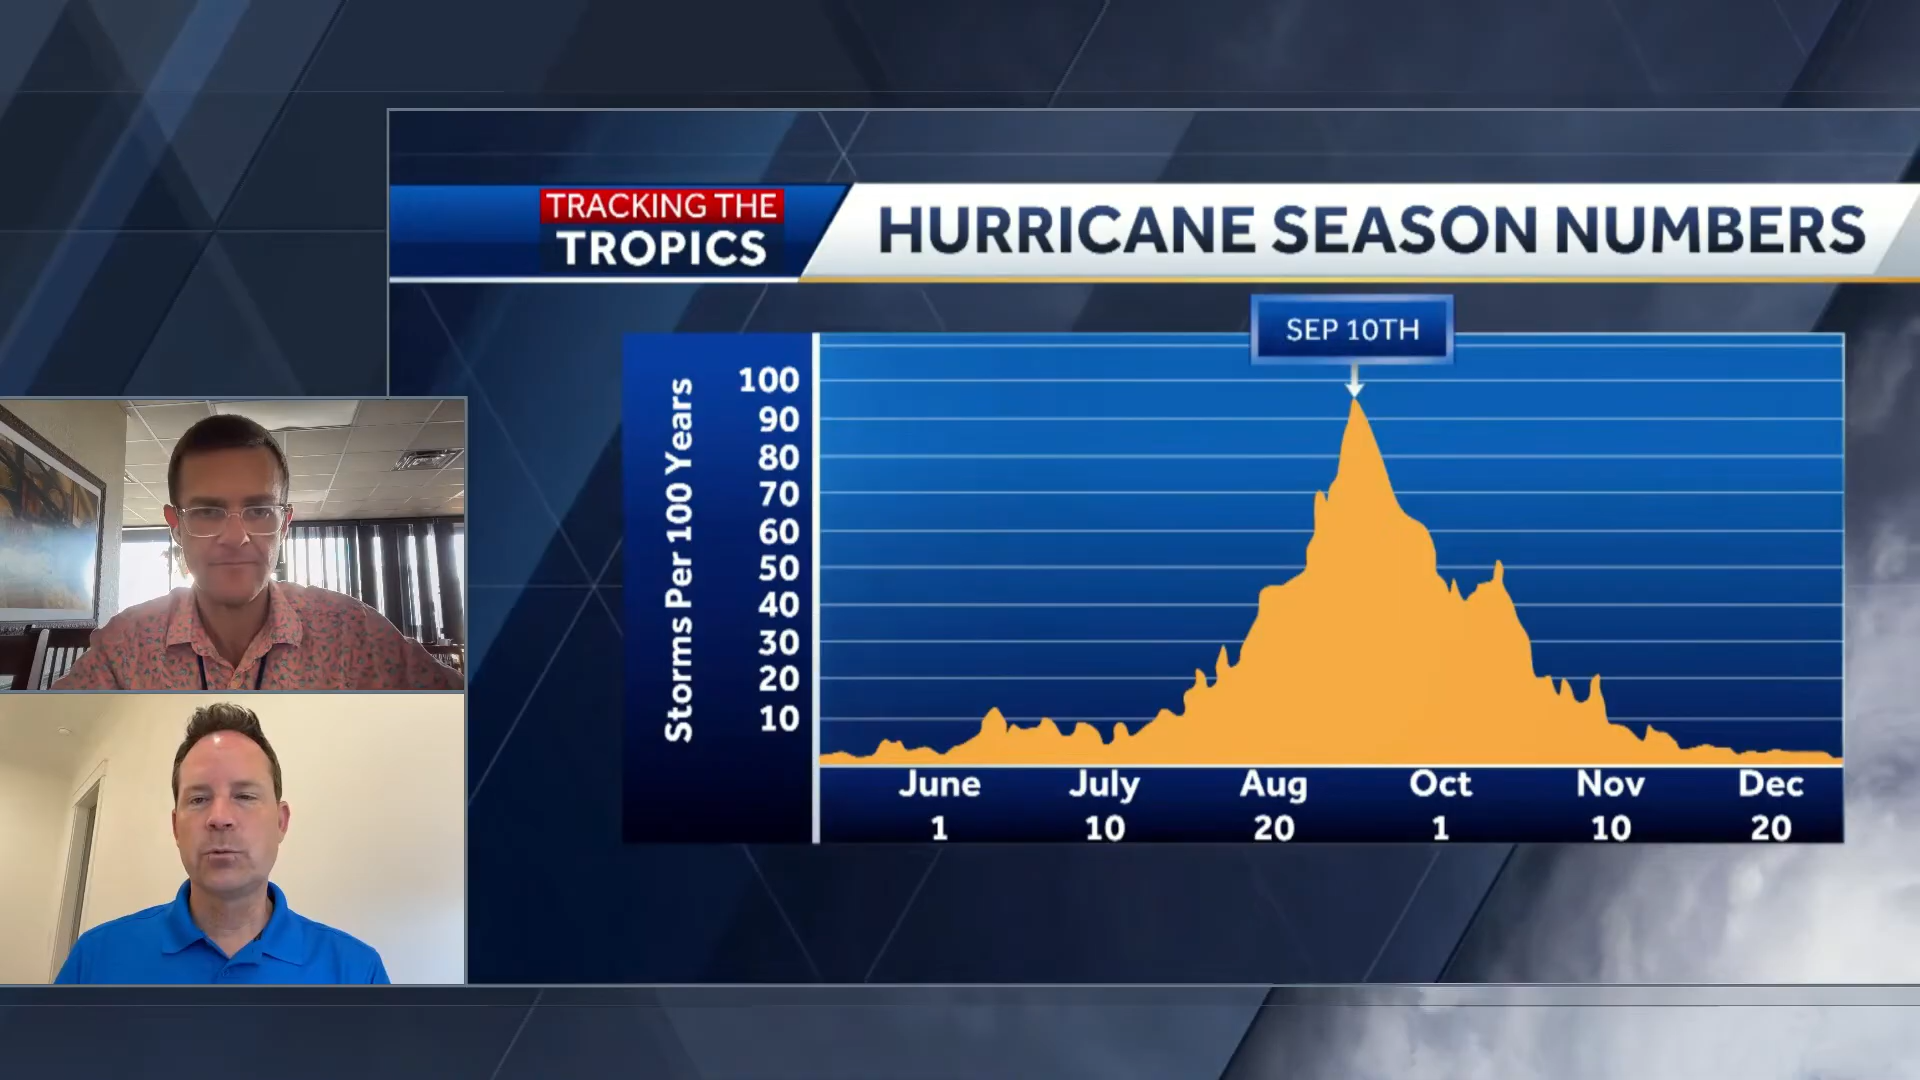 TRACKING THE
TROPICS
HURRICANE SEASON NUMBERS
SEP 10TH
Storms Per 100 Years
100
90
80
70
60
50
40
30
20
10
June July Aug Oct Nov Dec
1 10 20 1 10 20